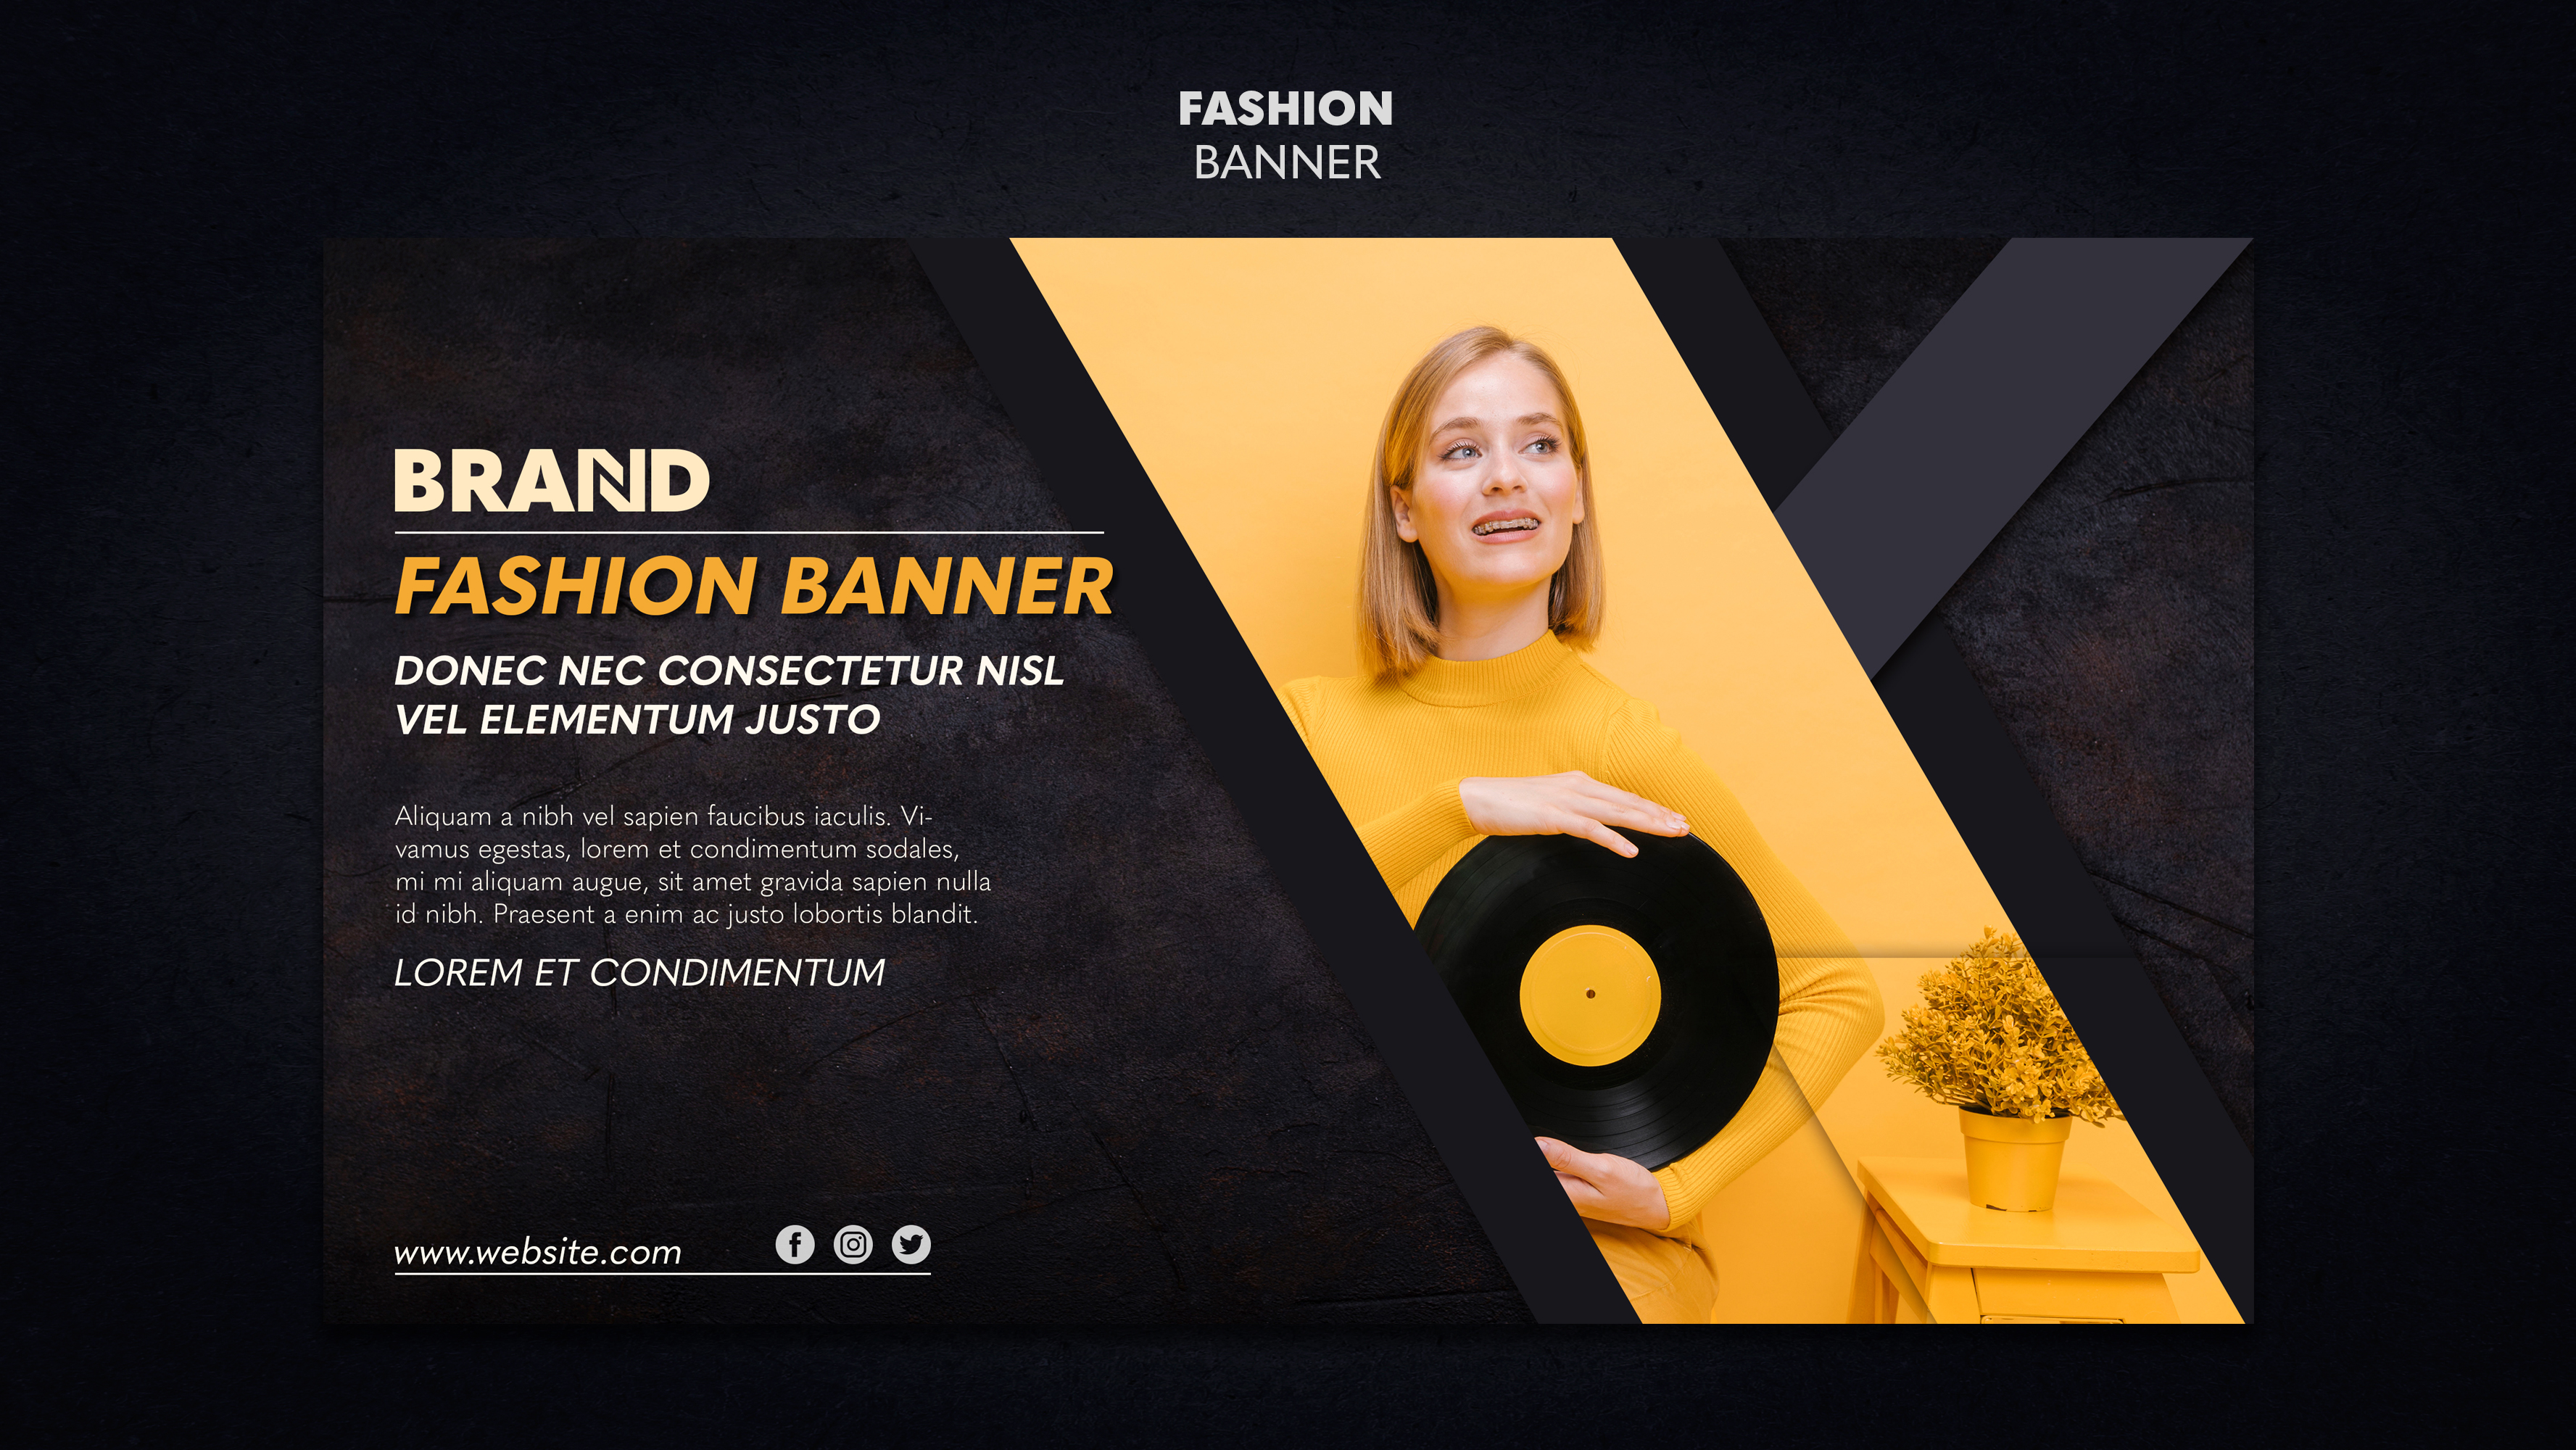 FASHION
BANNER
BRAND
FASHION BANNER
DONEC NEC CONSECTETUR NISL
VEL ELEMENTUM JUSTO
Aliquam a nibh vel sapien faucibus iaculis. Vi-
vamus egestas, lorem et condimentum sodales,
mi mi aliquam augue, sit amet gravida sapien nulla
id nibh. Praesent a enim ac justo lobortis blandit.
LOREM ET CONDIMENTUM
www.website.com